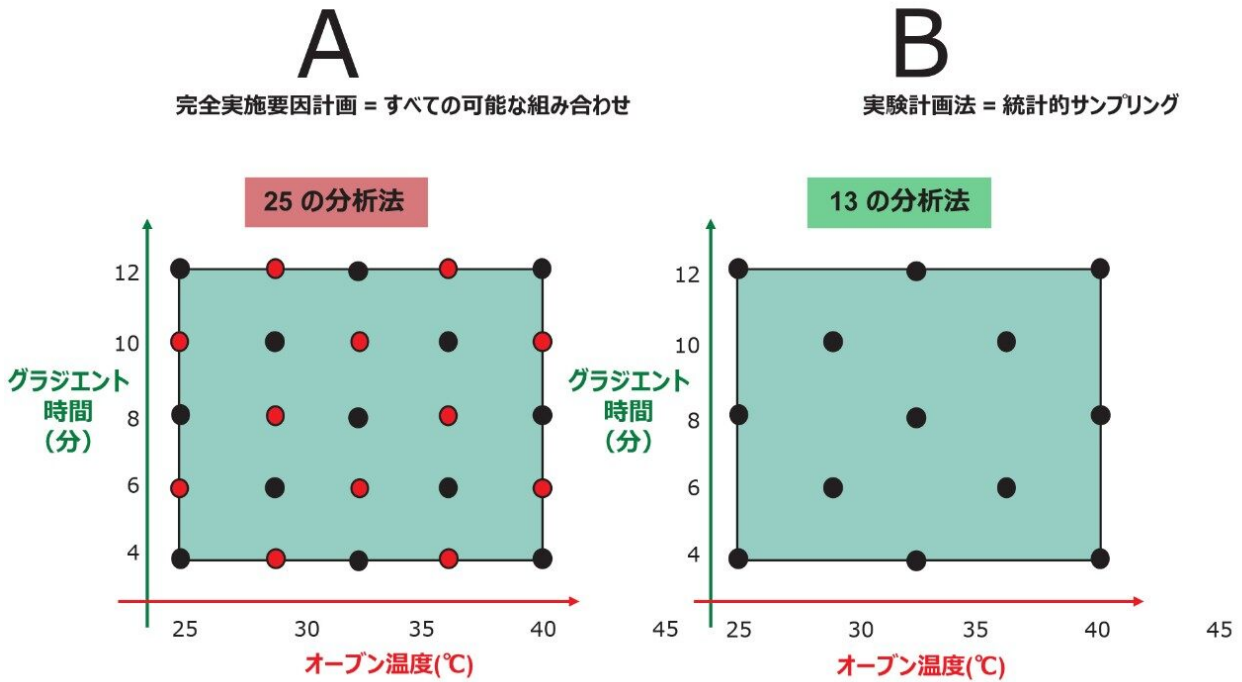 A
完全実施要因計画 = すべての可能な組み合わせ
25 の分析法
12
10
8
6
4
グラジエント
時間
（分）
25 30 35 40 45
オーブン温度(℃)
B
実験計画法 = 統計的サンプリング
13 の分析法
12
10
8
6
4
グラジエント
時間
（分）
25 30 35 40 45
オーブン温度(℃)